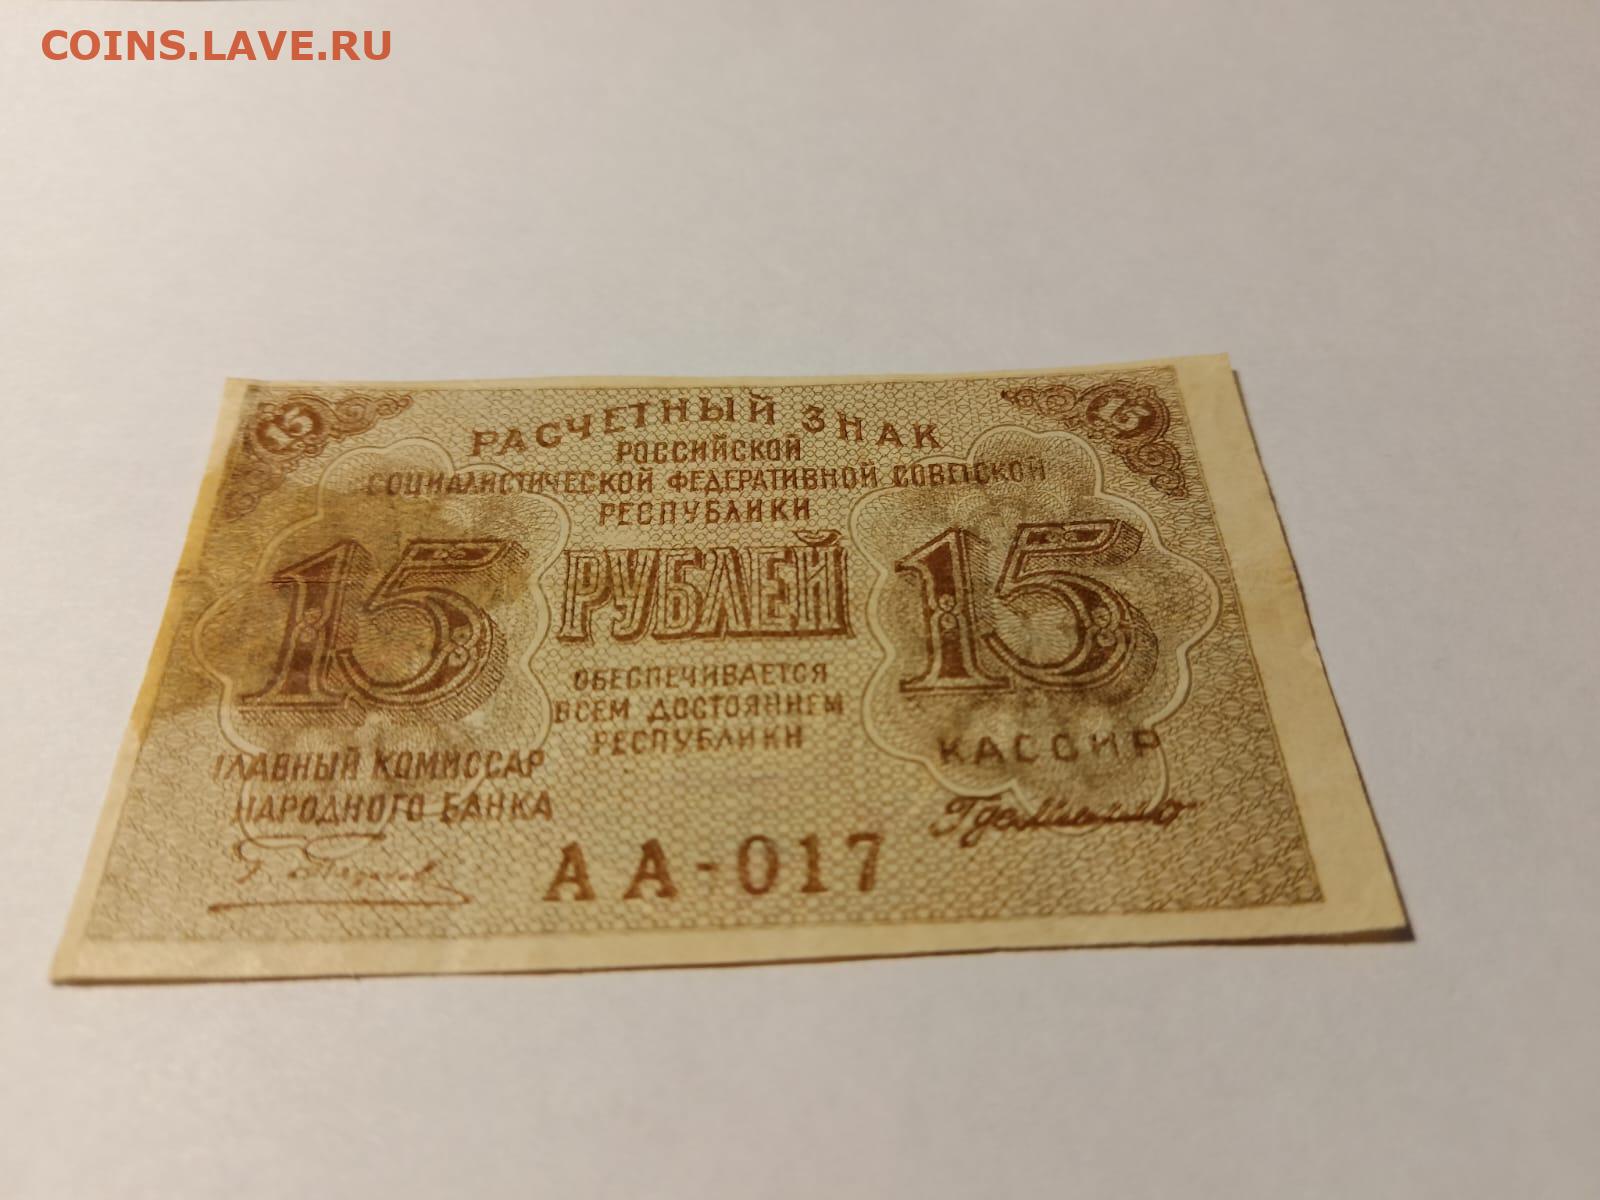 COINS.LAVE.RU
15
15
РАСЧЕТНЫЙ ЗНАК
РОССИЙСКОЙ
СОЦИАЛИСТИЧЕСКОЙ ФЕДЕРАТИВНОЙ СОВЕТСКОЙ
РЕСПУБЛИКИ
15 РУБЛЕЙ 15
ОБЕСПЕЧИВАЕТСЯ
ВСЕМ ДОСТОЯНИЕМ
РЕСПУБЛИКИ
ГЛАВНЫЙ КОМИССАР
НАРОДНОГО БАНКА
КАССИР
АА-017